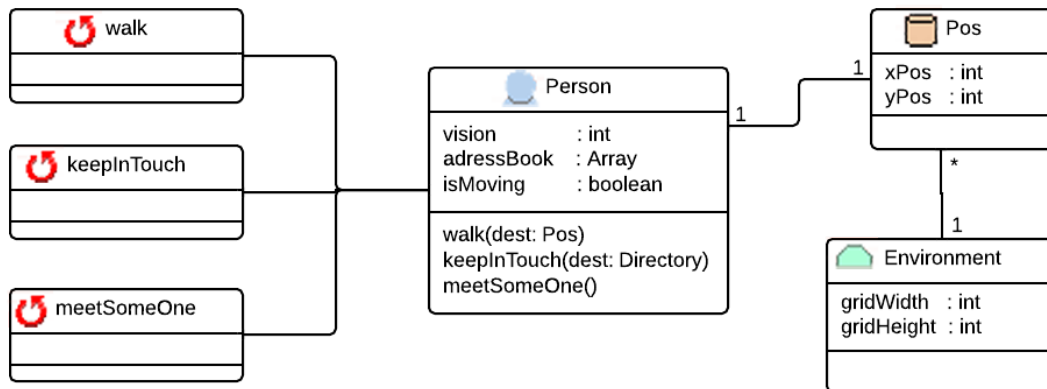 walk
keepInTouch
meetSomeOne
Person
vision : int
adressBook : Array
isMoving : boolean
walk(dest: Pos)
keepInTouch(dest: Directory)
meetSomeOne()
1
1
Pos
xPos : int
yPos : int
*
1
Environment
gridWidth : int
gridHeight : int